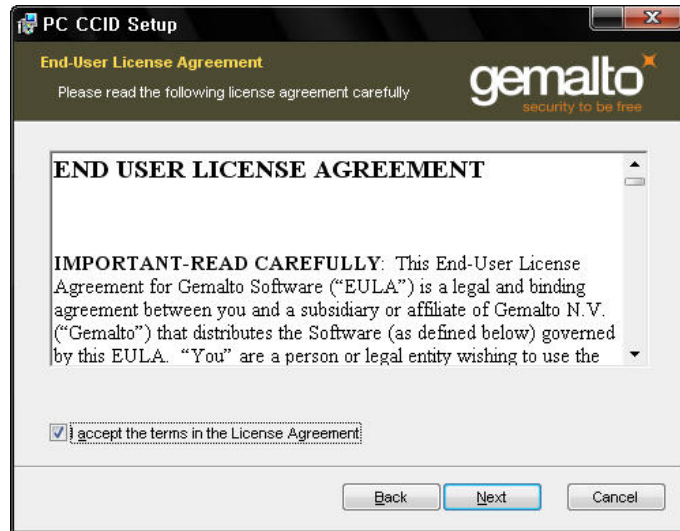 PC CCID Setup
End-User License Agreement
Please read the following license agreement carefully
gemalto
security to be free
END USER LICENSE AGREEMENT
IMPORTANT-READ CAREFULLY: This End-User License
Agreement for Gemalto Software (“EULA”) is a legal and binding
agreement between you and a subsidiary or affiliate of Gemalto N.V.
(“Gemalto”) that distributes the Software (as defined below) governed
by this EULA. “You” are a person or legal entity wishing to use the
I accept the terms in the License Agreement
Back Next Cancel